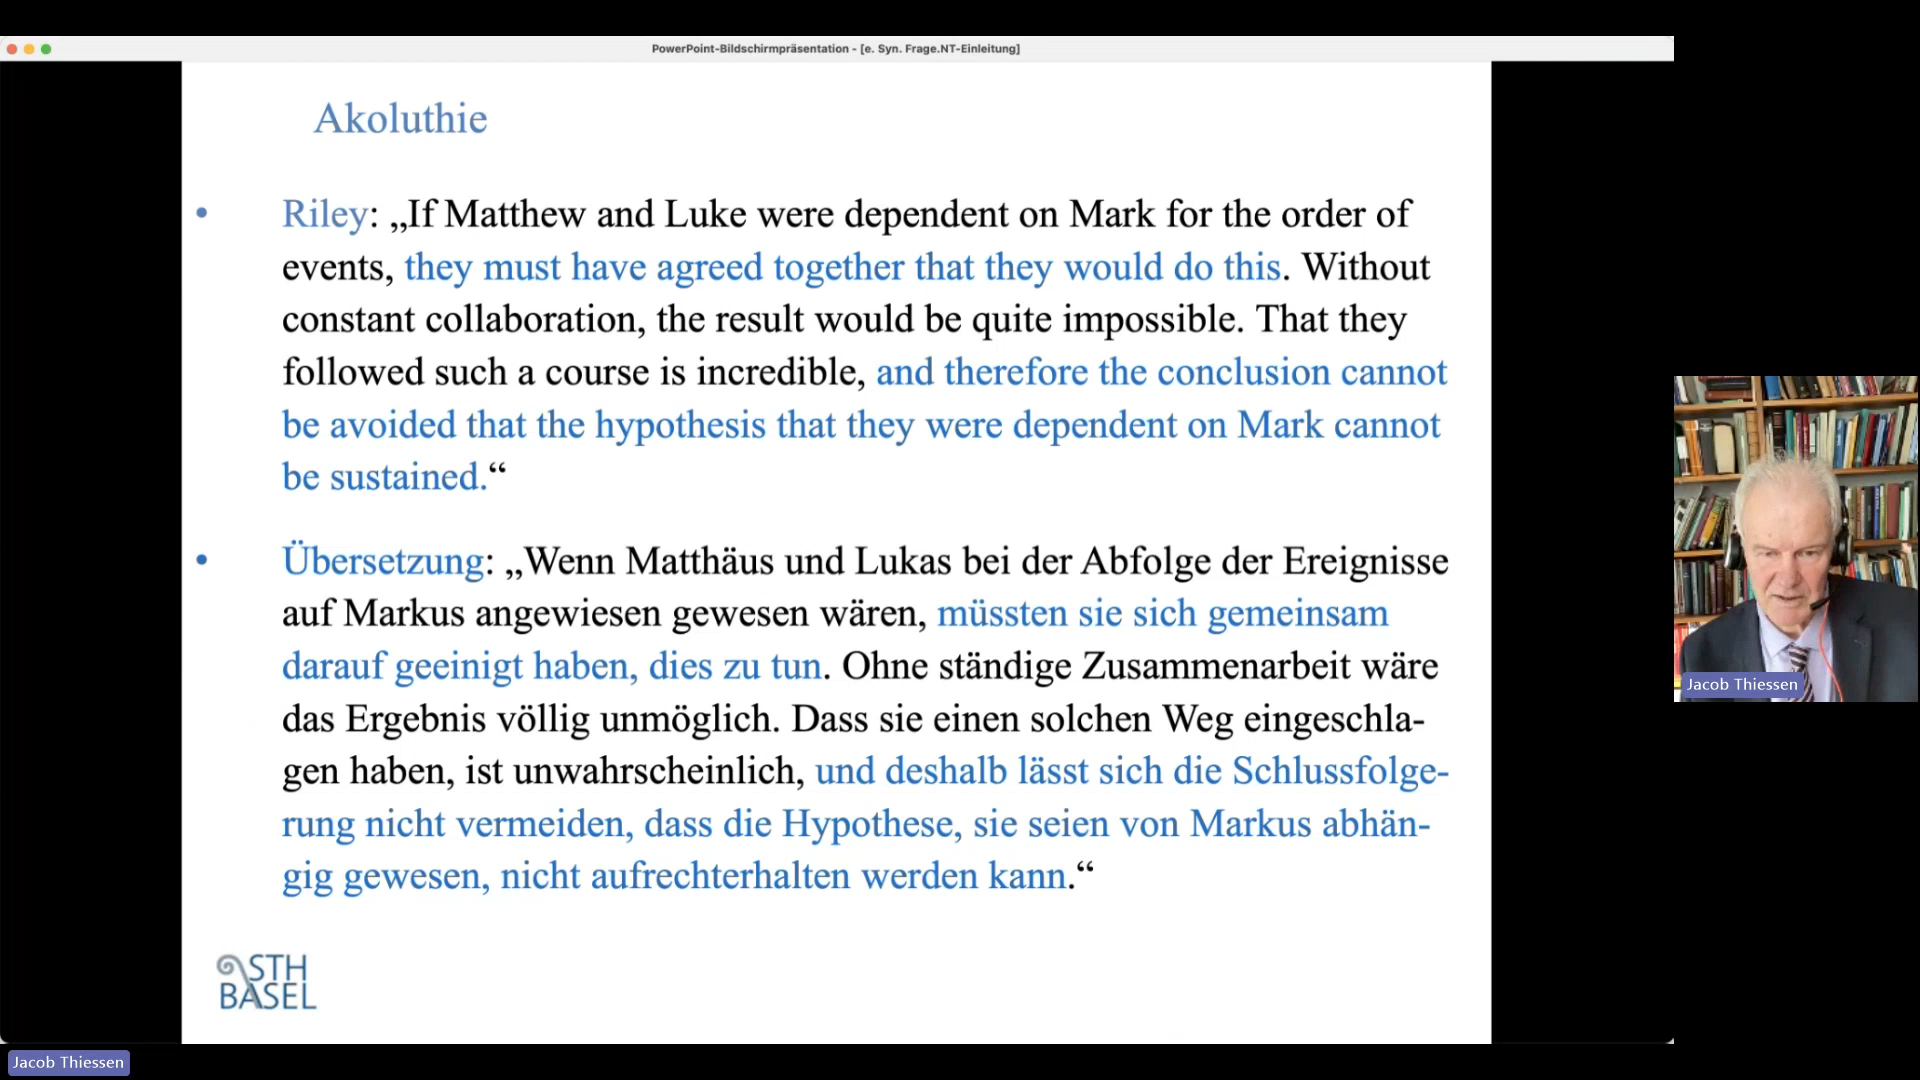 PowerPoint-Bildschirmpräsentation - [e. Syn. Frage.NT-Einleitung]
Akoluthie
• Riley: „If Matthew and Luke were dependent on Mark for the order of
events, they must have agreed together that they would do this. Without
constant collaboration, the result would be quite impossible. That they
followed such a course is incredible, and therefore the conclusion cannot
be avoided that the hypothesis that they were dependent on Mark cannot
be sustained.“
• Übersetzung: „Wenn Matthäus und Lukas bei der Abfolge der Ereignisse
auf Markus angewiesen gewesen wären, müssten sie sich gemeinsam
darauf geeinigt haben, dies zu tun. Ohne ständige Zusammenarbeit wäre
das Ergebnis völlig unmöglich. Dass sie einen solchen Weg eingeschla-
gen haben, ist unwahrscheinlich, und deshalb lässt sich die Schlussfolge-
rung nicht vermeiden, dass die Hypothese, sie seien von Markus abhän-
gig gewesen, nicht aufrechterhalten werden kann.“
STH
BASEL
Jacob Thiessen
Jacob Thiessen